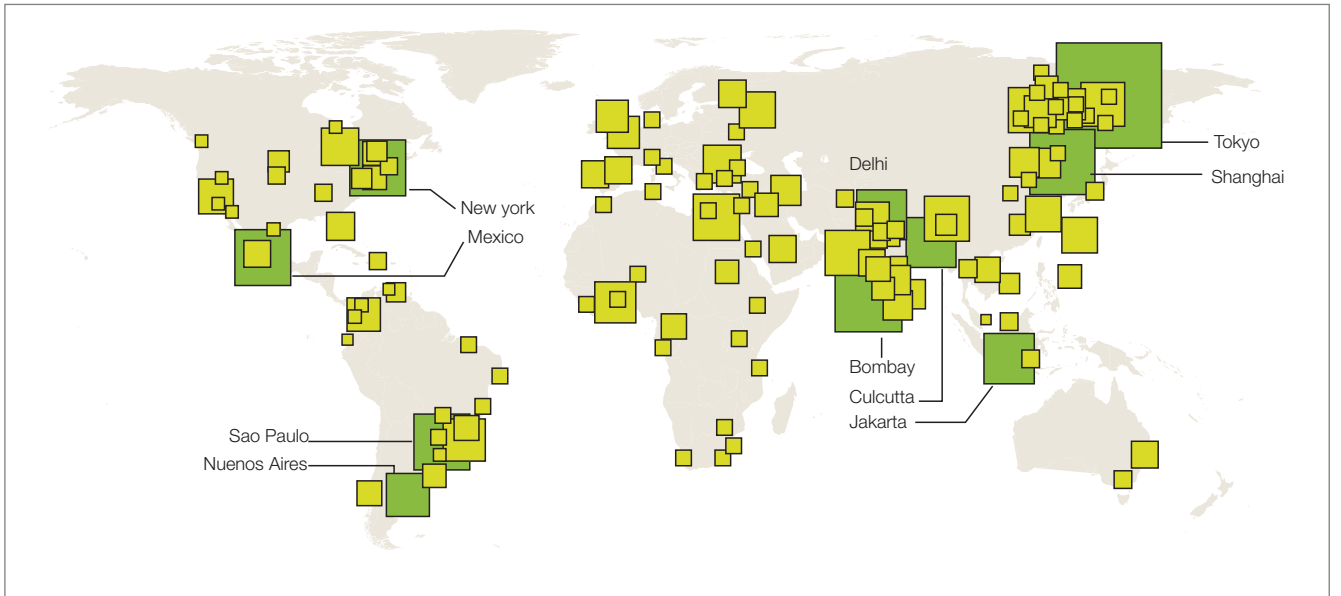 Tokyo
Delhi
Shanghai
New york
Mexico
Bombay
Culcutta
Jakarta
Sao Paulo
Nuenos Aires